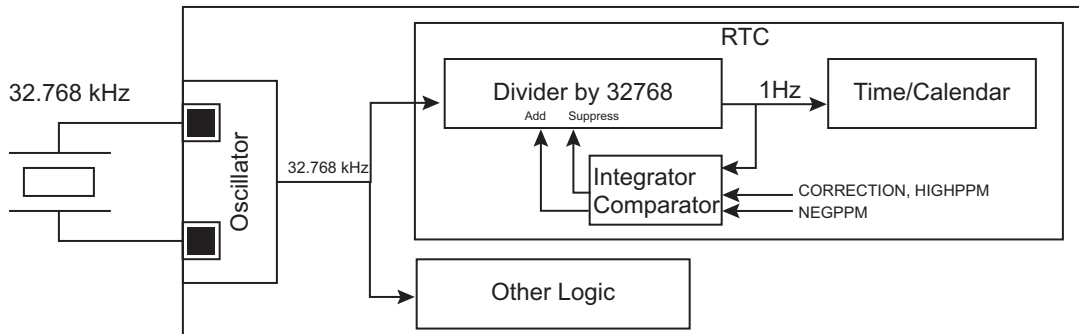 RTC
32.768 kHz
Divider by 32768
Add Suppress
1Hz
Time/Calendar
Oscillator
32.768 kHz
Integrator
Comparator
CORRECTION, HIGHPPM
NEGPPM
Other Logic